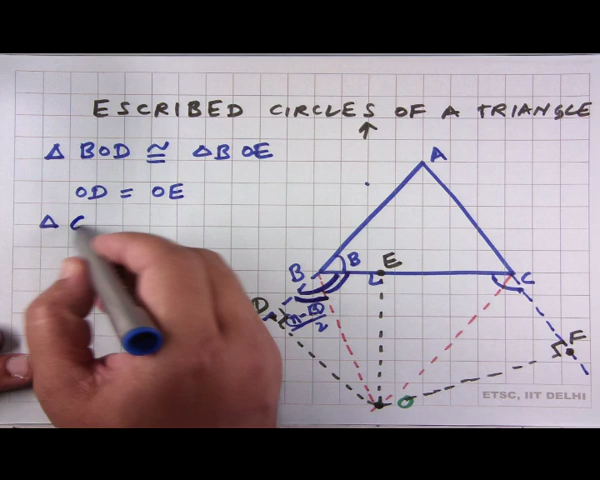 ESCRIBED CIRCLES OF A TRIANGLE
Δ BOD ≅ Δ BOE
OD = OE
Δ C
A
B
B
E
C
D
F
O
ETSC, IIT DELHI